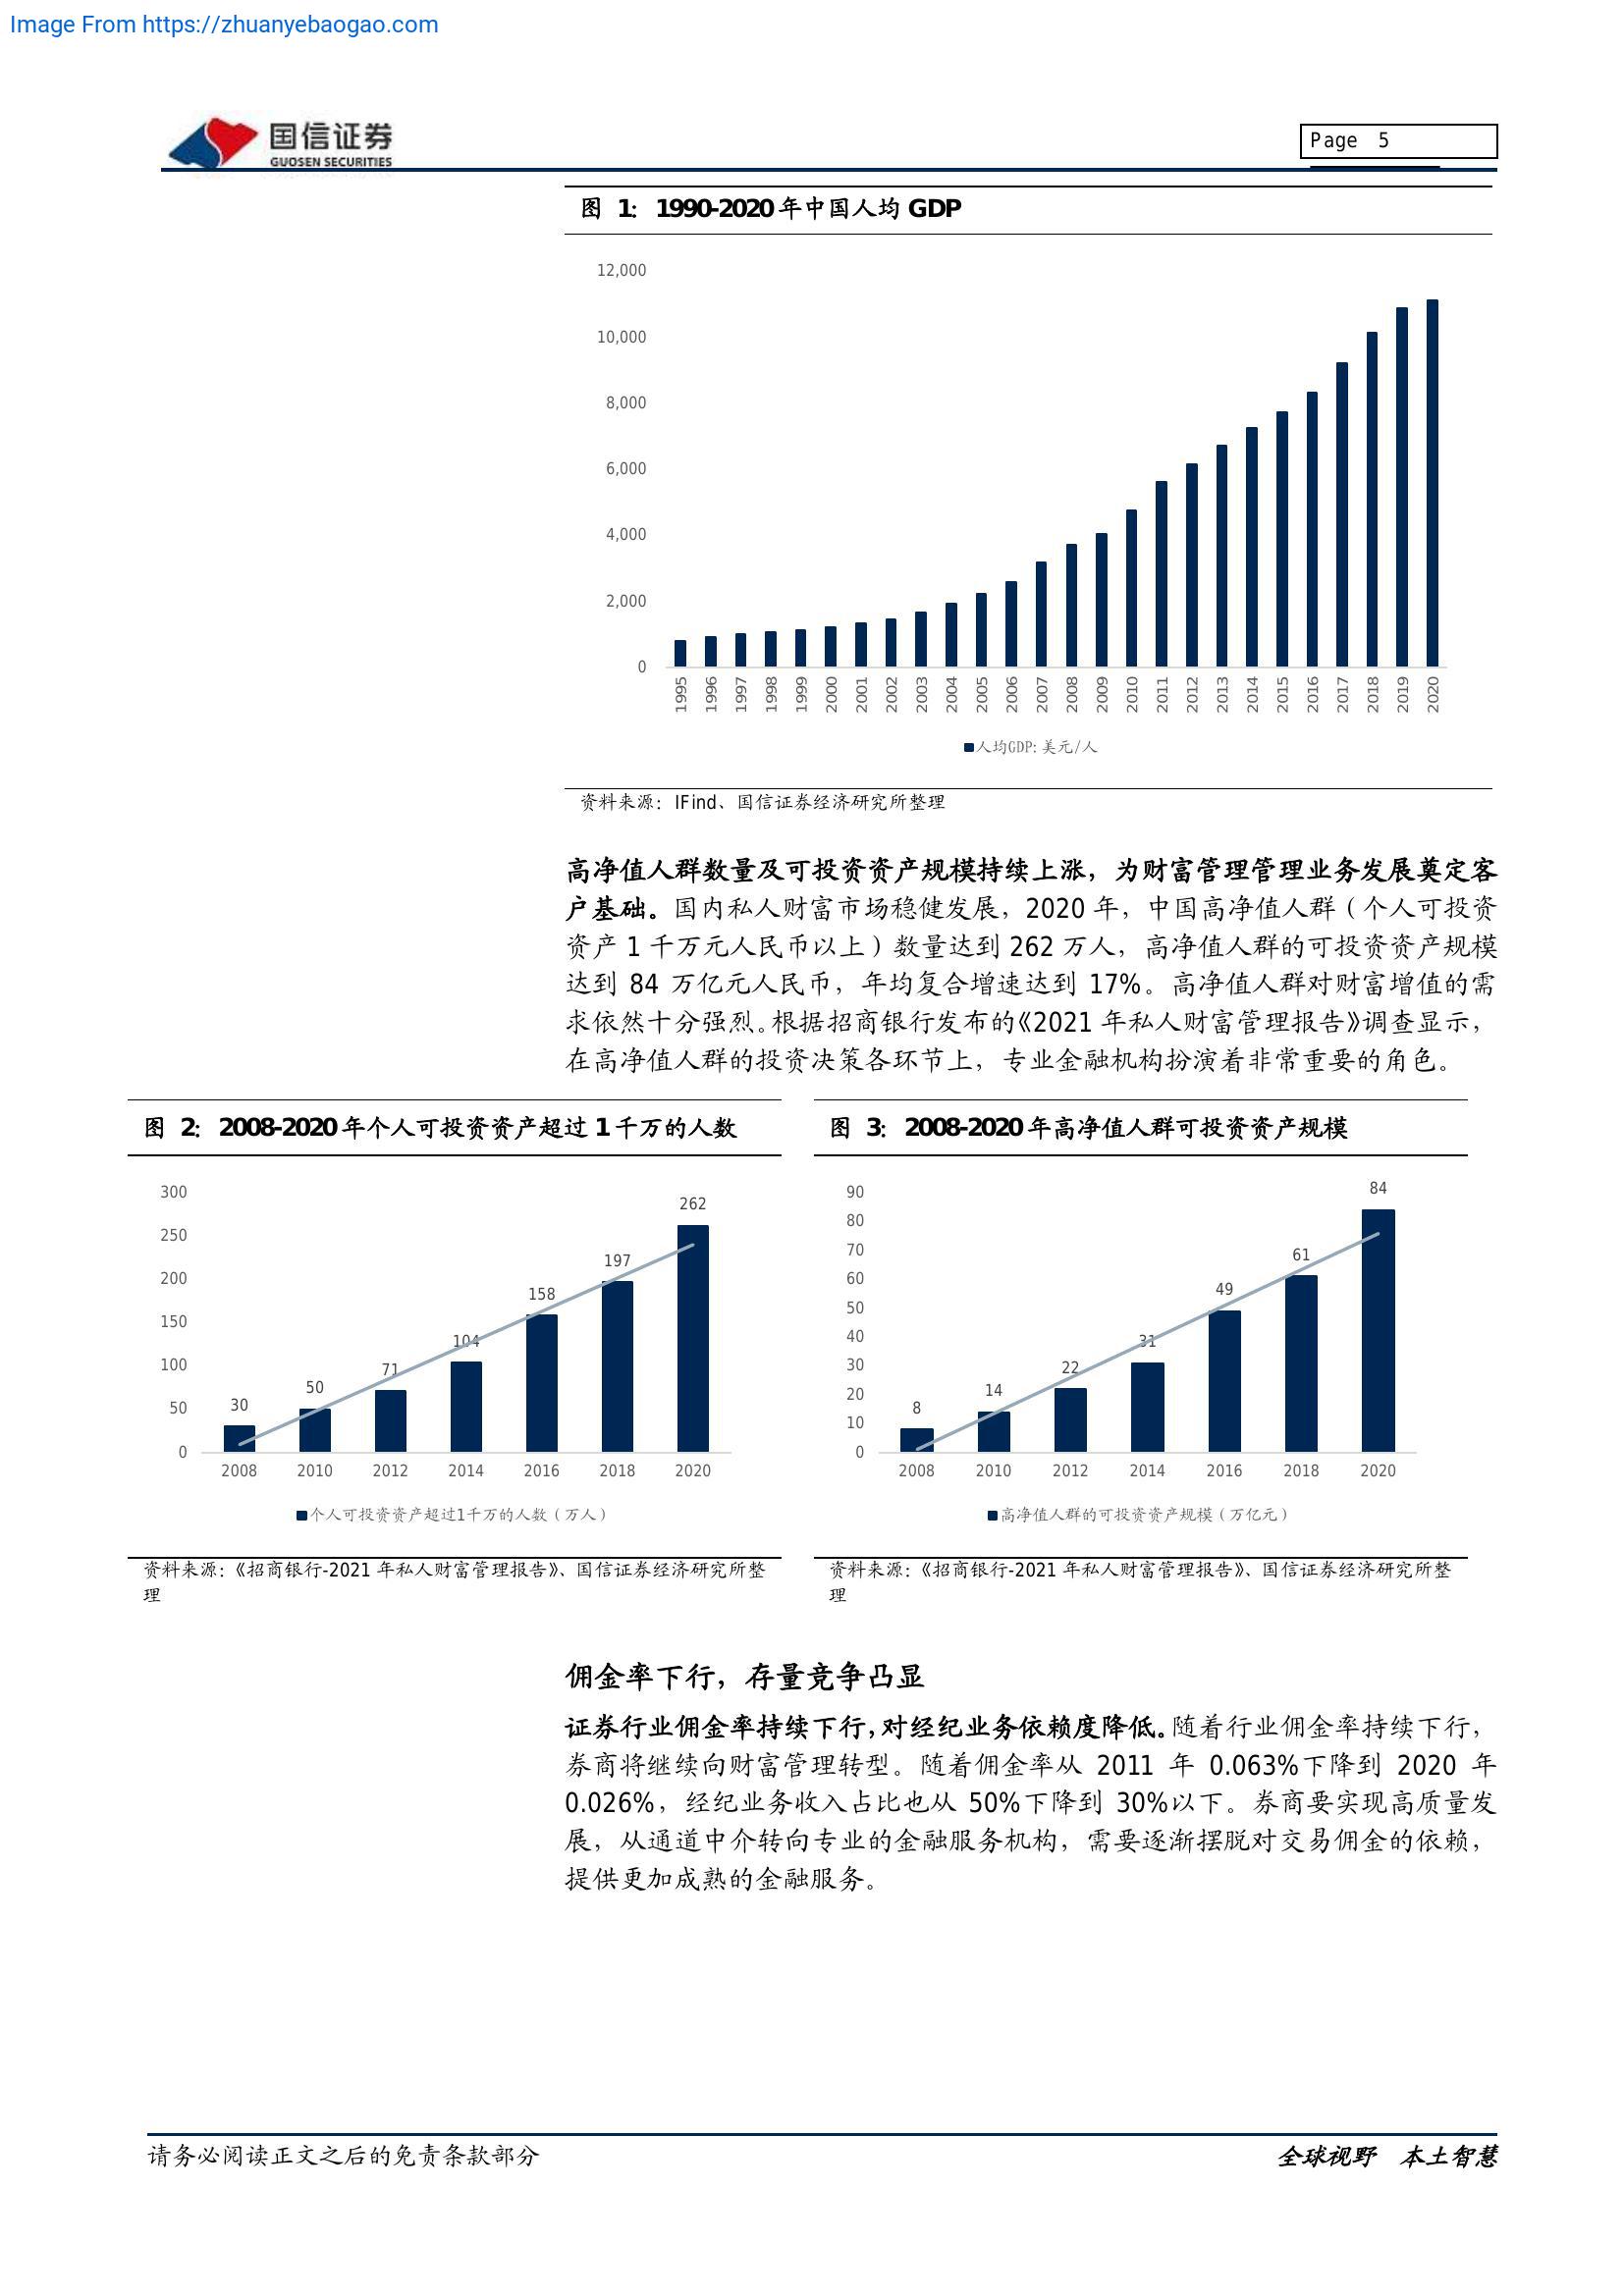 Image From https://zhuanyebaogao.com
国信证券
GUOSEN SECURITIES
Page 5
图 1: 1990-2020年中国人均 GDP
12,000
10,000
8,000
6,000
4,000
2,000
0
1995 1996 1997 1998 1999 2000 2001 2002 2003 2004 2005 2006 2007 2008 2009 2010 2011 2012 2013 2014 2015 2016 2017 2018 2019 2020
人均GDP:美元/人
资料来源：IFind、国信证券经济研究所整理
高净值人群数量及可投资资产规模持续上涨，为财富管理管理业务发展奠定客
户基础。国内私人财富市场稳健发展，2020 年，中国高净值人群（个人可投资
资产 1 千万元人民币以上）数量达到 262 万人，高净值人群的可投资资产规模
达到 84 万亿元人民币，年均复合增速达到 17%。高净值人群对财富增值的需
求依然十分强烈。根据招商银行发布的《2021 年私人财富管理报告》调查显示，
在高净值人群的投资决策各环节上，专业金融机构扮演着非常重要的角色。
图 2: 2008-2020年个人可投资资产超过 1千万的人数
300
250
200
150
100
50
0
30 50 71 104 158 197 262
2008 2010 2012 2014 2016 2018 2020
个人可投资资产超过1千万的人数（万人）
资料来源：《招商银行-2021 年私人财富管理报告》、国信证券经济研究所整
理
图 3: 2008-2020年高净值人群可投资资产规模
90
80
70
60
50
40
30
20
10
0
8 14 22 31 49 61 84
2008 2010 2012 2014 2016 2018 2020
高净值人群的可投资资产规模（万亿元）
资料来源：《招商银行-2021 年私人财富管理报告》、国信证券经济研究所整
理
佣金率下行，存量竞争凸显
证券行业佣金率持续下行，对经纪业务依赖度降低。随着行业佣金率持续下行，
券商将继续向财富管理转型。随着佣金率从 2011 年 0.063%下降到 2020 年
0.026%，经纪业务收入占比也从 50%下降到 30%以下。券商要实现高质量发
展，从通道中介转向专业的金融服务机构，需要逐渐摆脱对交易佣金的依赖，
提供更加成熟的金融服务。
请务必阅读正文之后的免责条款部分
全球视野 本土智慧